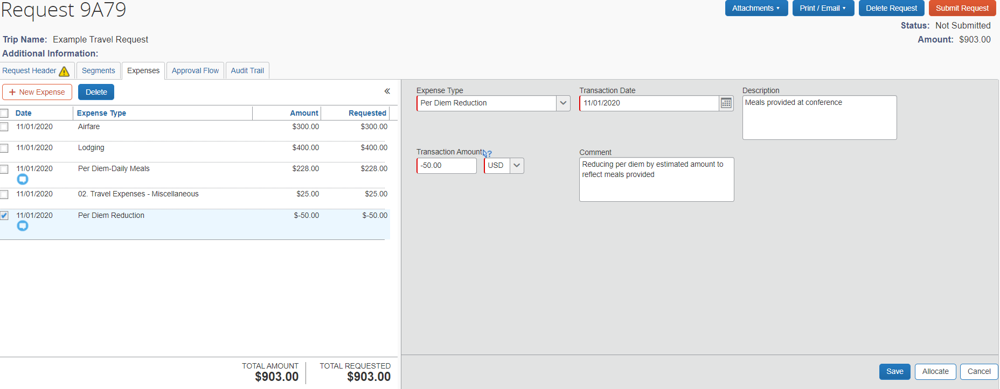 Request 9A79
Attachments
Print / Email
Delete Request
Submit Request
Status: Not Submitted
Trip Name: Example Travel Request
Amount: $903.00
Additional Information:
Request Header
Segments
Expenses
Approval Flow
Audit Trail
+ New Expense
Delete
«
Date Expense Type Amount Requested
11/01/2020 Airfare $300.00 $300.00
11/01/2020 Lodging $400.00 $400.00
11/01/2020 Per Diem-Daily Meals $228.00 $228.00
11/01/2020 02. Travel Expenses - Miscellaneous $25.00 $25.00
11/01/2020 Per Diem Reduction $-50.00 $-50.00
TOTAL AMOUNT
$903.00
TOTAL REQUESTED
$903.00
Expense Type
Per Diem Reduction
Transaction Date
11/01/2020
Description
Meals provided at conference
Transaction Amount ?
-50.00 USD
Comment
Reducing per diem by estimated amount to
reflect meals provided
Save
Allocate
Cancel